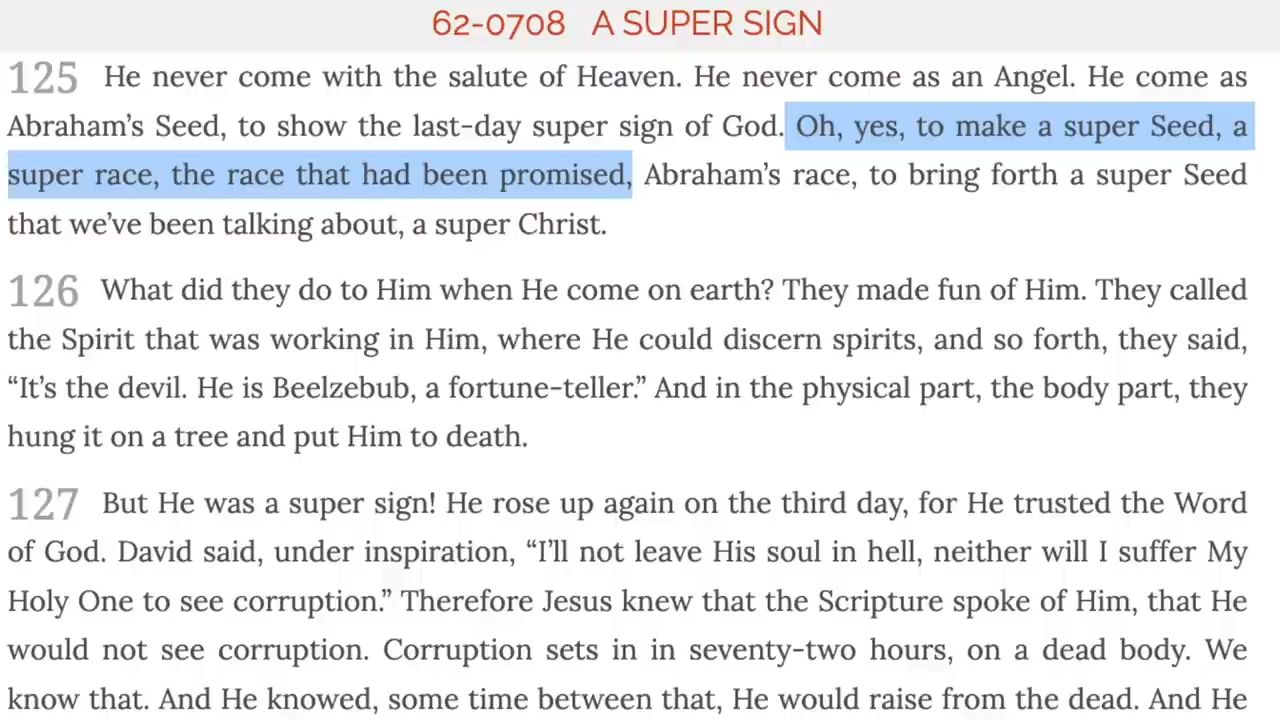 62-0708 A SUPER SIGN
125 He never come with the salute of Heaven. He never come as an Angel. He come as
Abraham’s Seed, to show the last-day super sign of God. Oh, yes, to make a super Seed, a
super race, the race that had been promised, Abraham’s race, to bring forth a super Seed
that we’ve been talking about, a super Christ.
126 What did they do to Him when He come on earth? They made fun of Him. They called
the Spirit that was working in Him, where He could discern spirits, and so forth, they said,
“It’s the devil. He is Beelzebub, a fortune-teller.” And in the physical part, the body part, they
hung it on a tree and put Him to death.
127 But He was a super sign! He rose up again on the third day, for He trusted the Word
of God. David said, under inspiration, “I’ll not leave His soul in hell, neither will I suffer My
Holy One to see corruption.” Therefore Jesus knew that the Scripture spoke of Him, that He
would not see corruption. Corruption sets in in seventy-two hours, on a dead body. We
know that. And He knowed, some time between that, He would raise from the dead. And He